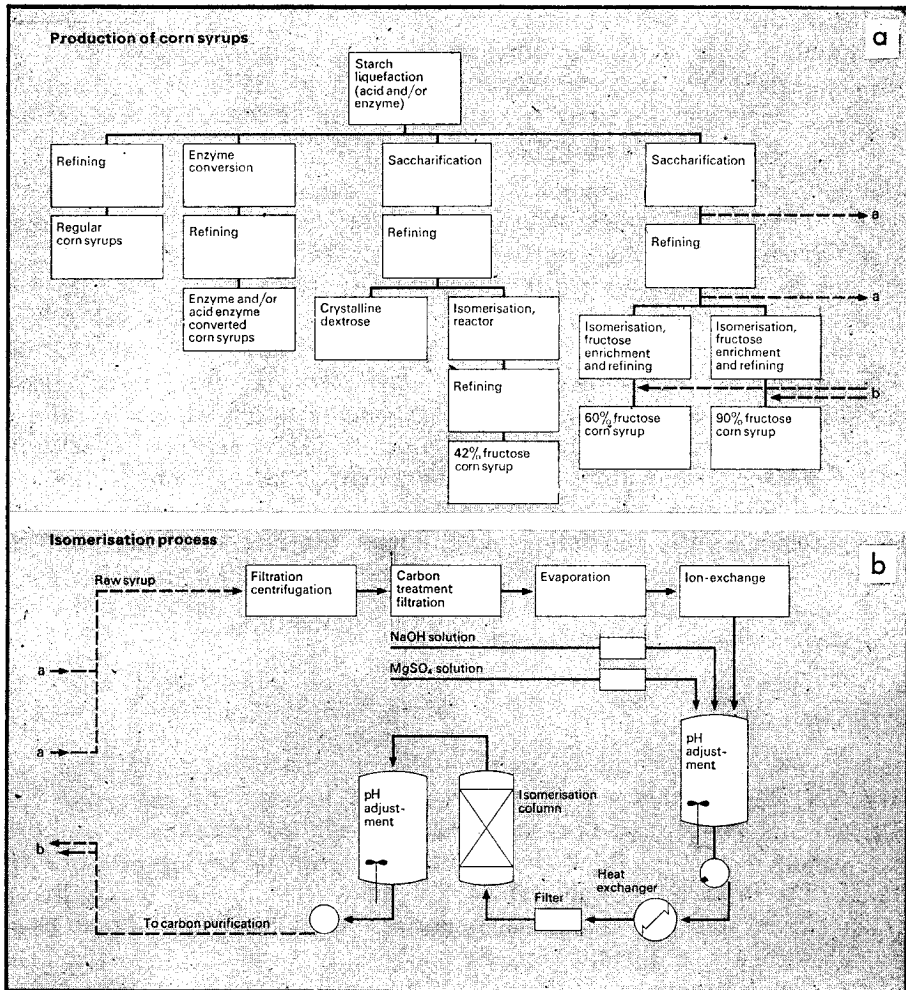 Production of corn syrups
a
Starch
liquefaction
(acid and/or
enzyme)
Refining
Enzyme
conversion
Saccharification
Saccharification
a
Regular
corn syrups
Refining
Refining
Refining
a
Enzyme and/or
acid enzyme
converted
corn syrups
Crystalline
dextrose
Isomerisation,
reactor
Isomerisation,
fructose
enrichment
and refining
Isomerisation,
fructose
enrichment
and refining
Refining
b
60% fructose
corn syrup
90% fructose
corn syrup
42% fructose
corn syrup
Isomerisation process
b
Raw syrup
Filtration
centrifugation
Carbon
treatment
filtration
Evaporation
Ion-exchange
NaOH solution
MgSO₄ solution
a
a
pH
adjust-
ment
pH
adjust-
ment
Isomerisation
column
b
Heat
exchanger
Filter
To carbon purification